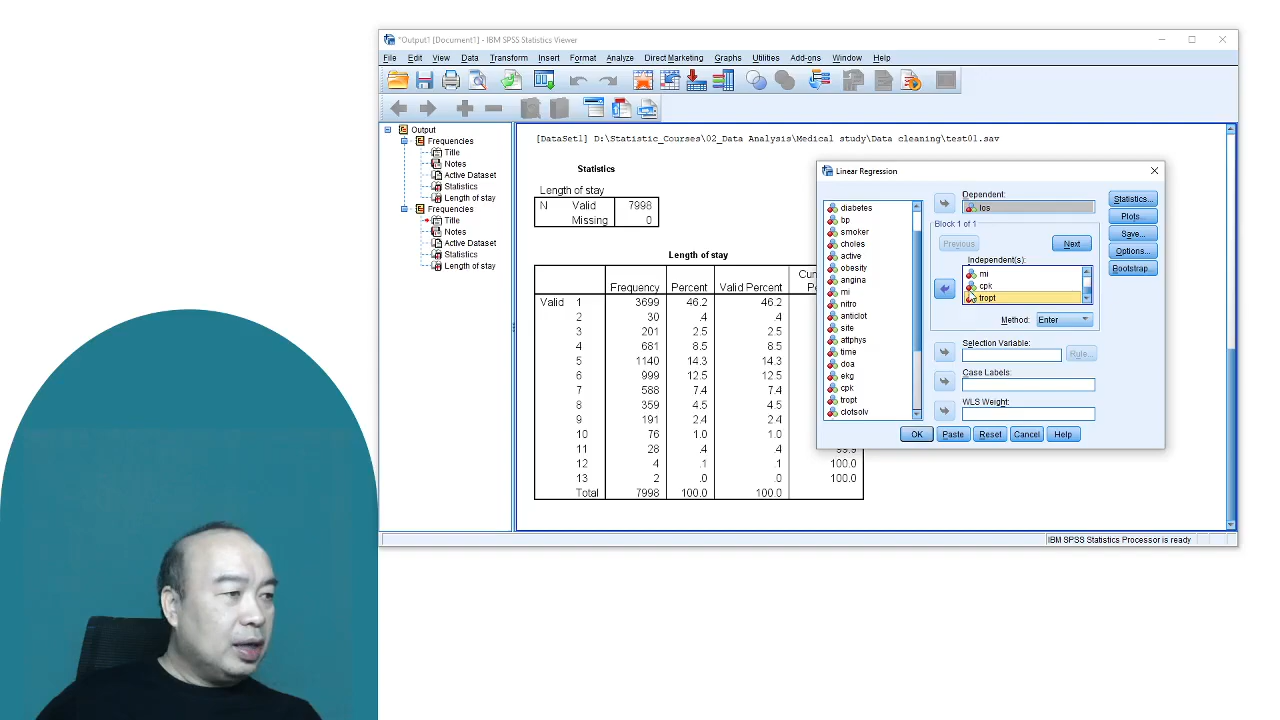 *Output1 [Document1] - IBM SPSS Statistics Viewer
File Edit View Data Transform Insert Format Analyze Direct Marketing Graphs Utilities Add-ons Window Help
Output
Frequencies
Title
Notes
Active Dataset
Statistics
Length of stay
Frequencies
Title
Notes
Active Dataset
Statistics
Length of stay
[DataSet1] D:\Statistic_Courses\02_Data Analysis\Medical study\Data cleaning\test01.sav
Statistics
Length of stay
N Valid 7998
Missing 0
Length of stay
Frequency Percent Valid Percent
Valid 1 3699 46.2 46.2
2 30 .4 .4
3 201 2.5 2.5
4 681 8.5 8.5
5 1140 14.3 14.3
6 999 12.5 12.5
7 588 7.4 7.4
8 359 4.5 4.5
9 191 2.4 2.4
10 76 1.0 1.0
11 28 .4 .4 99.9
12 4 .1 .1 100.0
13 2 .0 .0 100.0
Total 7998 100.0 100.0
Linear Regression
diabetes
bp
smoker
choles
active
obesity
angina
mi
nitro
anticlot
site
attphys
time
doa
ekg
cpk
tropt
clotsolv
Dependent:
los
Block 1 of 1
Previous Next
Independent(s):
mi
cpk
tropt
Method: Enter
Selection Variable:
Rule...
Case Labels:
WLS Weight:
Statistics...
Plots...
Save...
Options...
Bootstrap...
OK Paste Reset Cancel Help
IBM SPSS Statistics Processor is ready